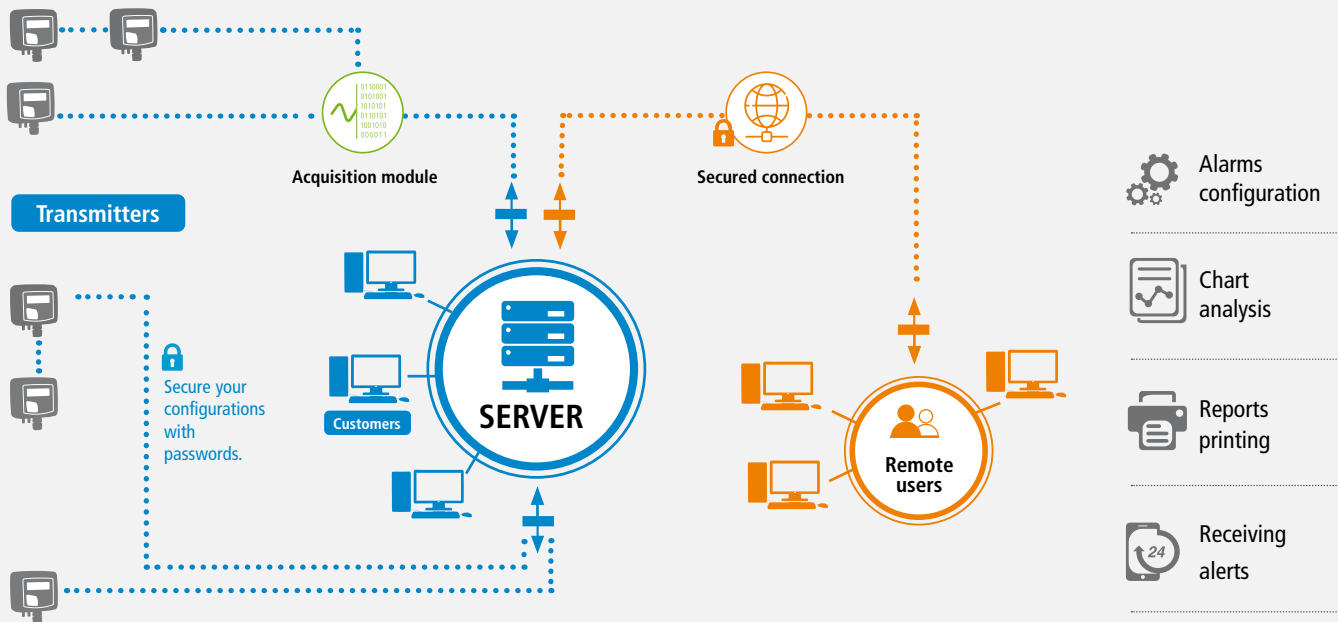 0110001
0101001
1010101
0110101
1001010
000011
Acquisition module
Secured connection
Transmitters
Secure your
configurations
with
passwords.
Customers
SERVER
Remote
users
Alarms
configuration
Chart
analysis
Reports
printing
24
Receiving
alerts